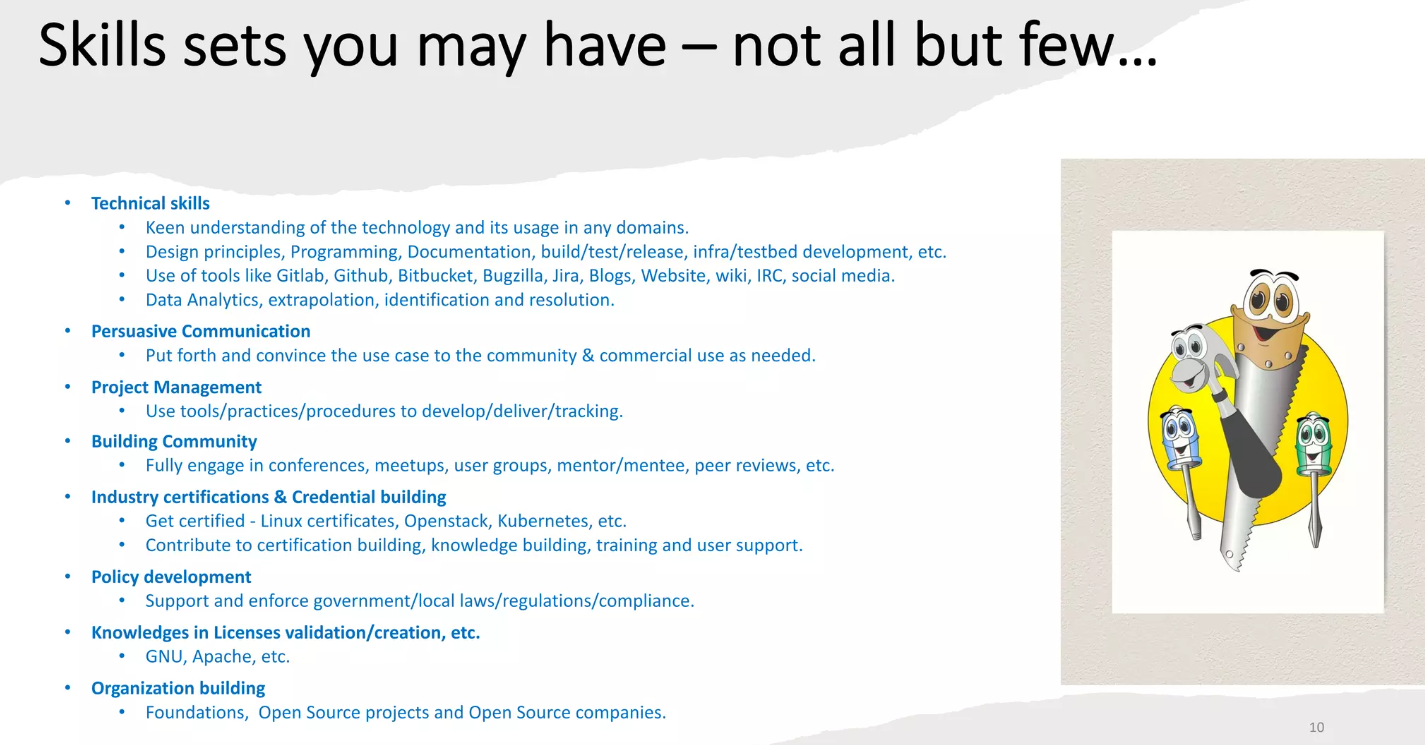 Skills sets you may have – not all but few…
• Technical skills
• Keen understanding of the technology and its usage in any domains.
• Design principles, Programming, Documentation, build/test/release, infra/testbed development, etc.
• Use of tools like Gitlab, Github, Bitbucket, Bugzilla, Jira, Blogs, Website, wiki, IRC, social media.
• Data Analytics, extrapolation, identification and resolution.
• Persuasive Communication
• Put forth and convince the use case to the community & commercial use as needed.
• Project Management
• Use tools/practices/procedures to develop/deliver/tracking.
• Building Community
• Fully engage in conferences, meetups, user groups, mentor/mentee, peer reviews, etc.
• Industry certifications & Credential building
• Get certified - Linux certificates, Openstack, Kubernetes, etc.
• Contribute to certification building, knowledge building, training and user support.
• Policy development
• Support and enforce government/local laws/regulations/compliance.
• Knowledges in Licenses validation/creation, etc.
• GNU, Apache, etc.
• Organization building
• Foundations,  Open Source projects and Open Source companies.
10